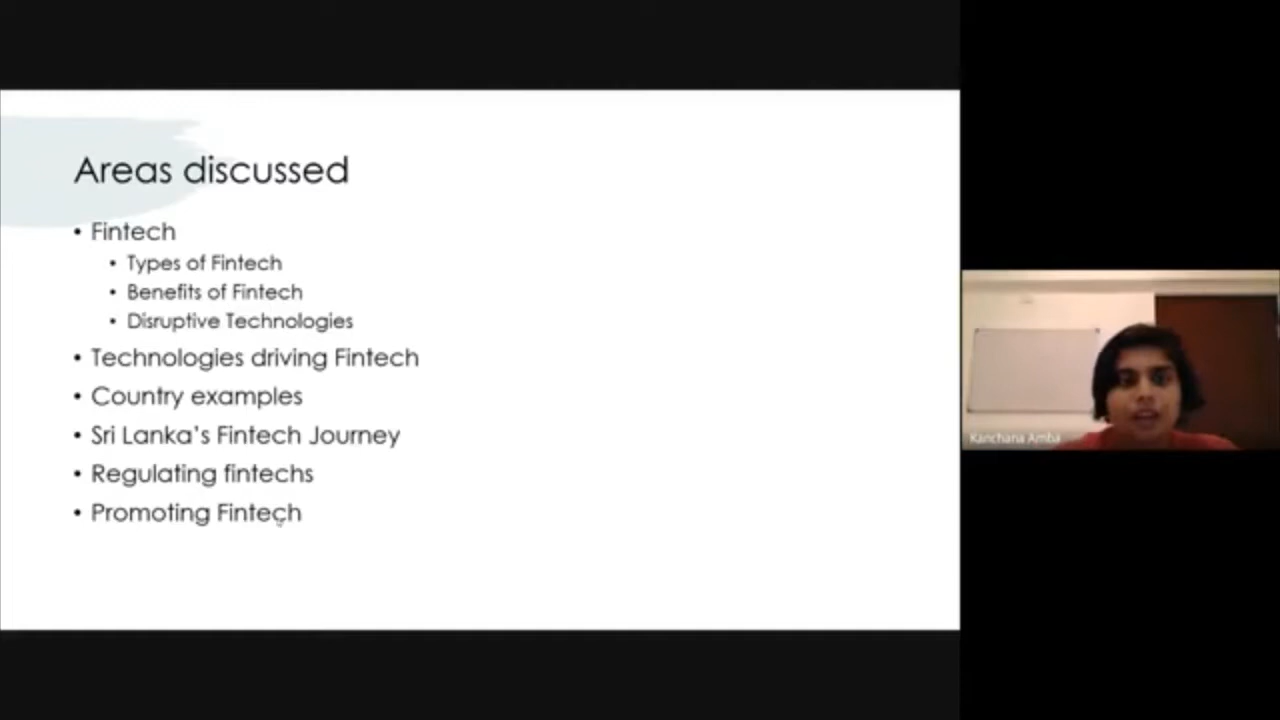 Areas discussed
• Fintech
• Types of Fintech
• Benefits of Fintech
• Disruptive Technologies
• Technologies driving Fintech
• Country examples
• Sri Lanka's Fintech Journey
• Regulating fintechs
• Promoting Fintech
Kanchana Amba